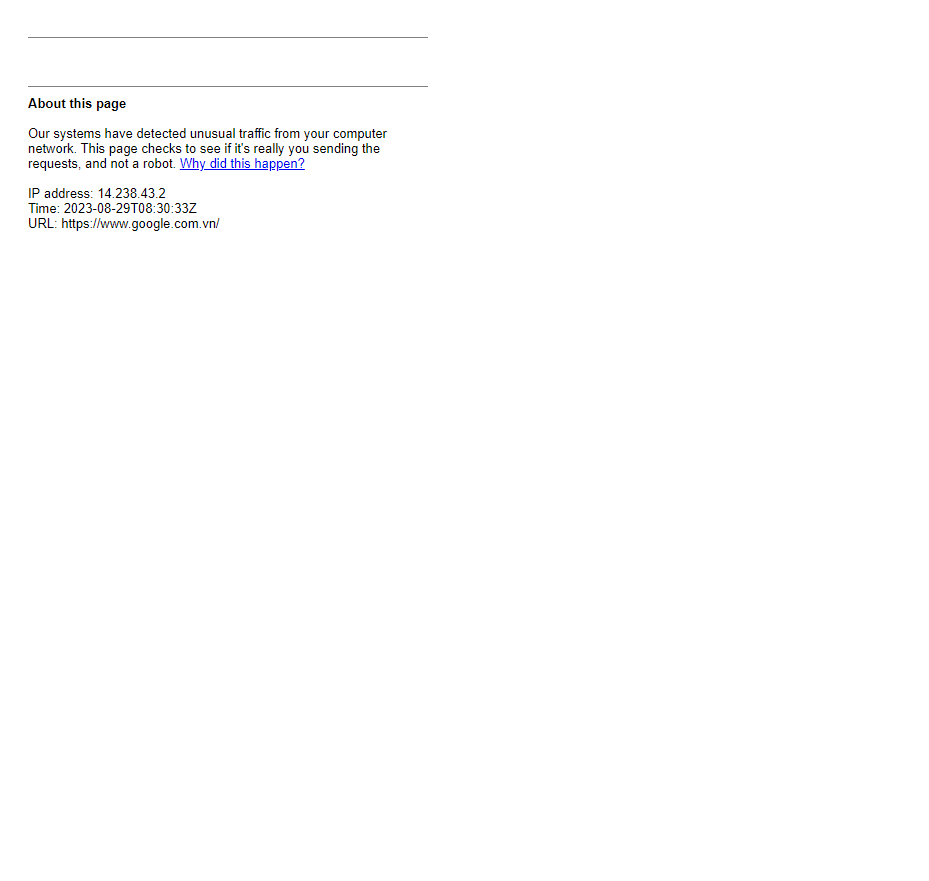 About this page
Our systems have detected unusual traffic from your computer
network. This page checks to see if it's really you sending the
requests, and not a robot. Why did this happen?
IP address: 14.238.43.2
Time: 2023-08-29T08:30:33Z
URL: https://www.google.com.vn/